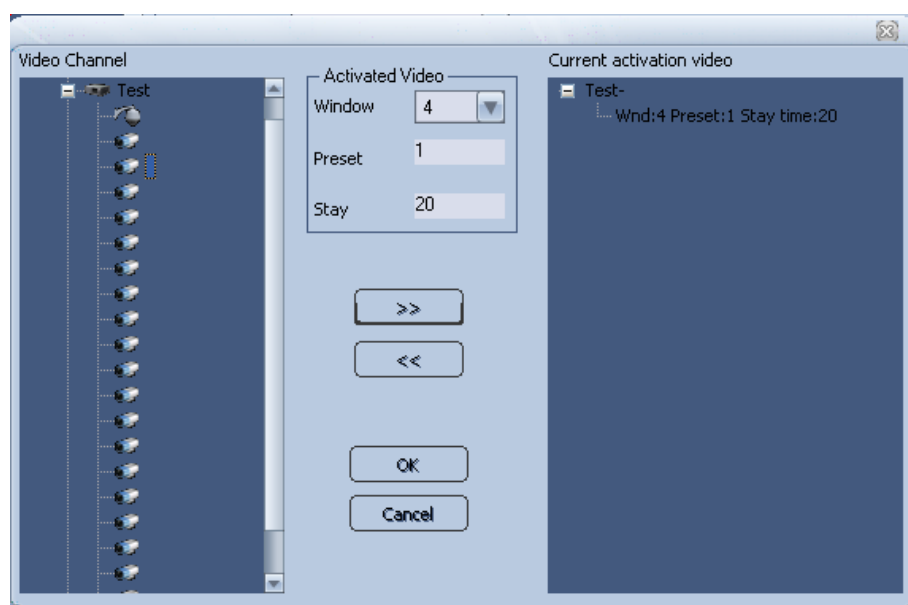 Video Channel
Test
Activated Video
Window 4
Preset 1
Stay 20
>>
<<
OK
Cancel
Current activation video
Test-
Wnd:4 Preset:1 Stay time:20